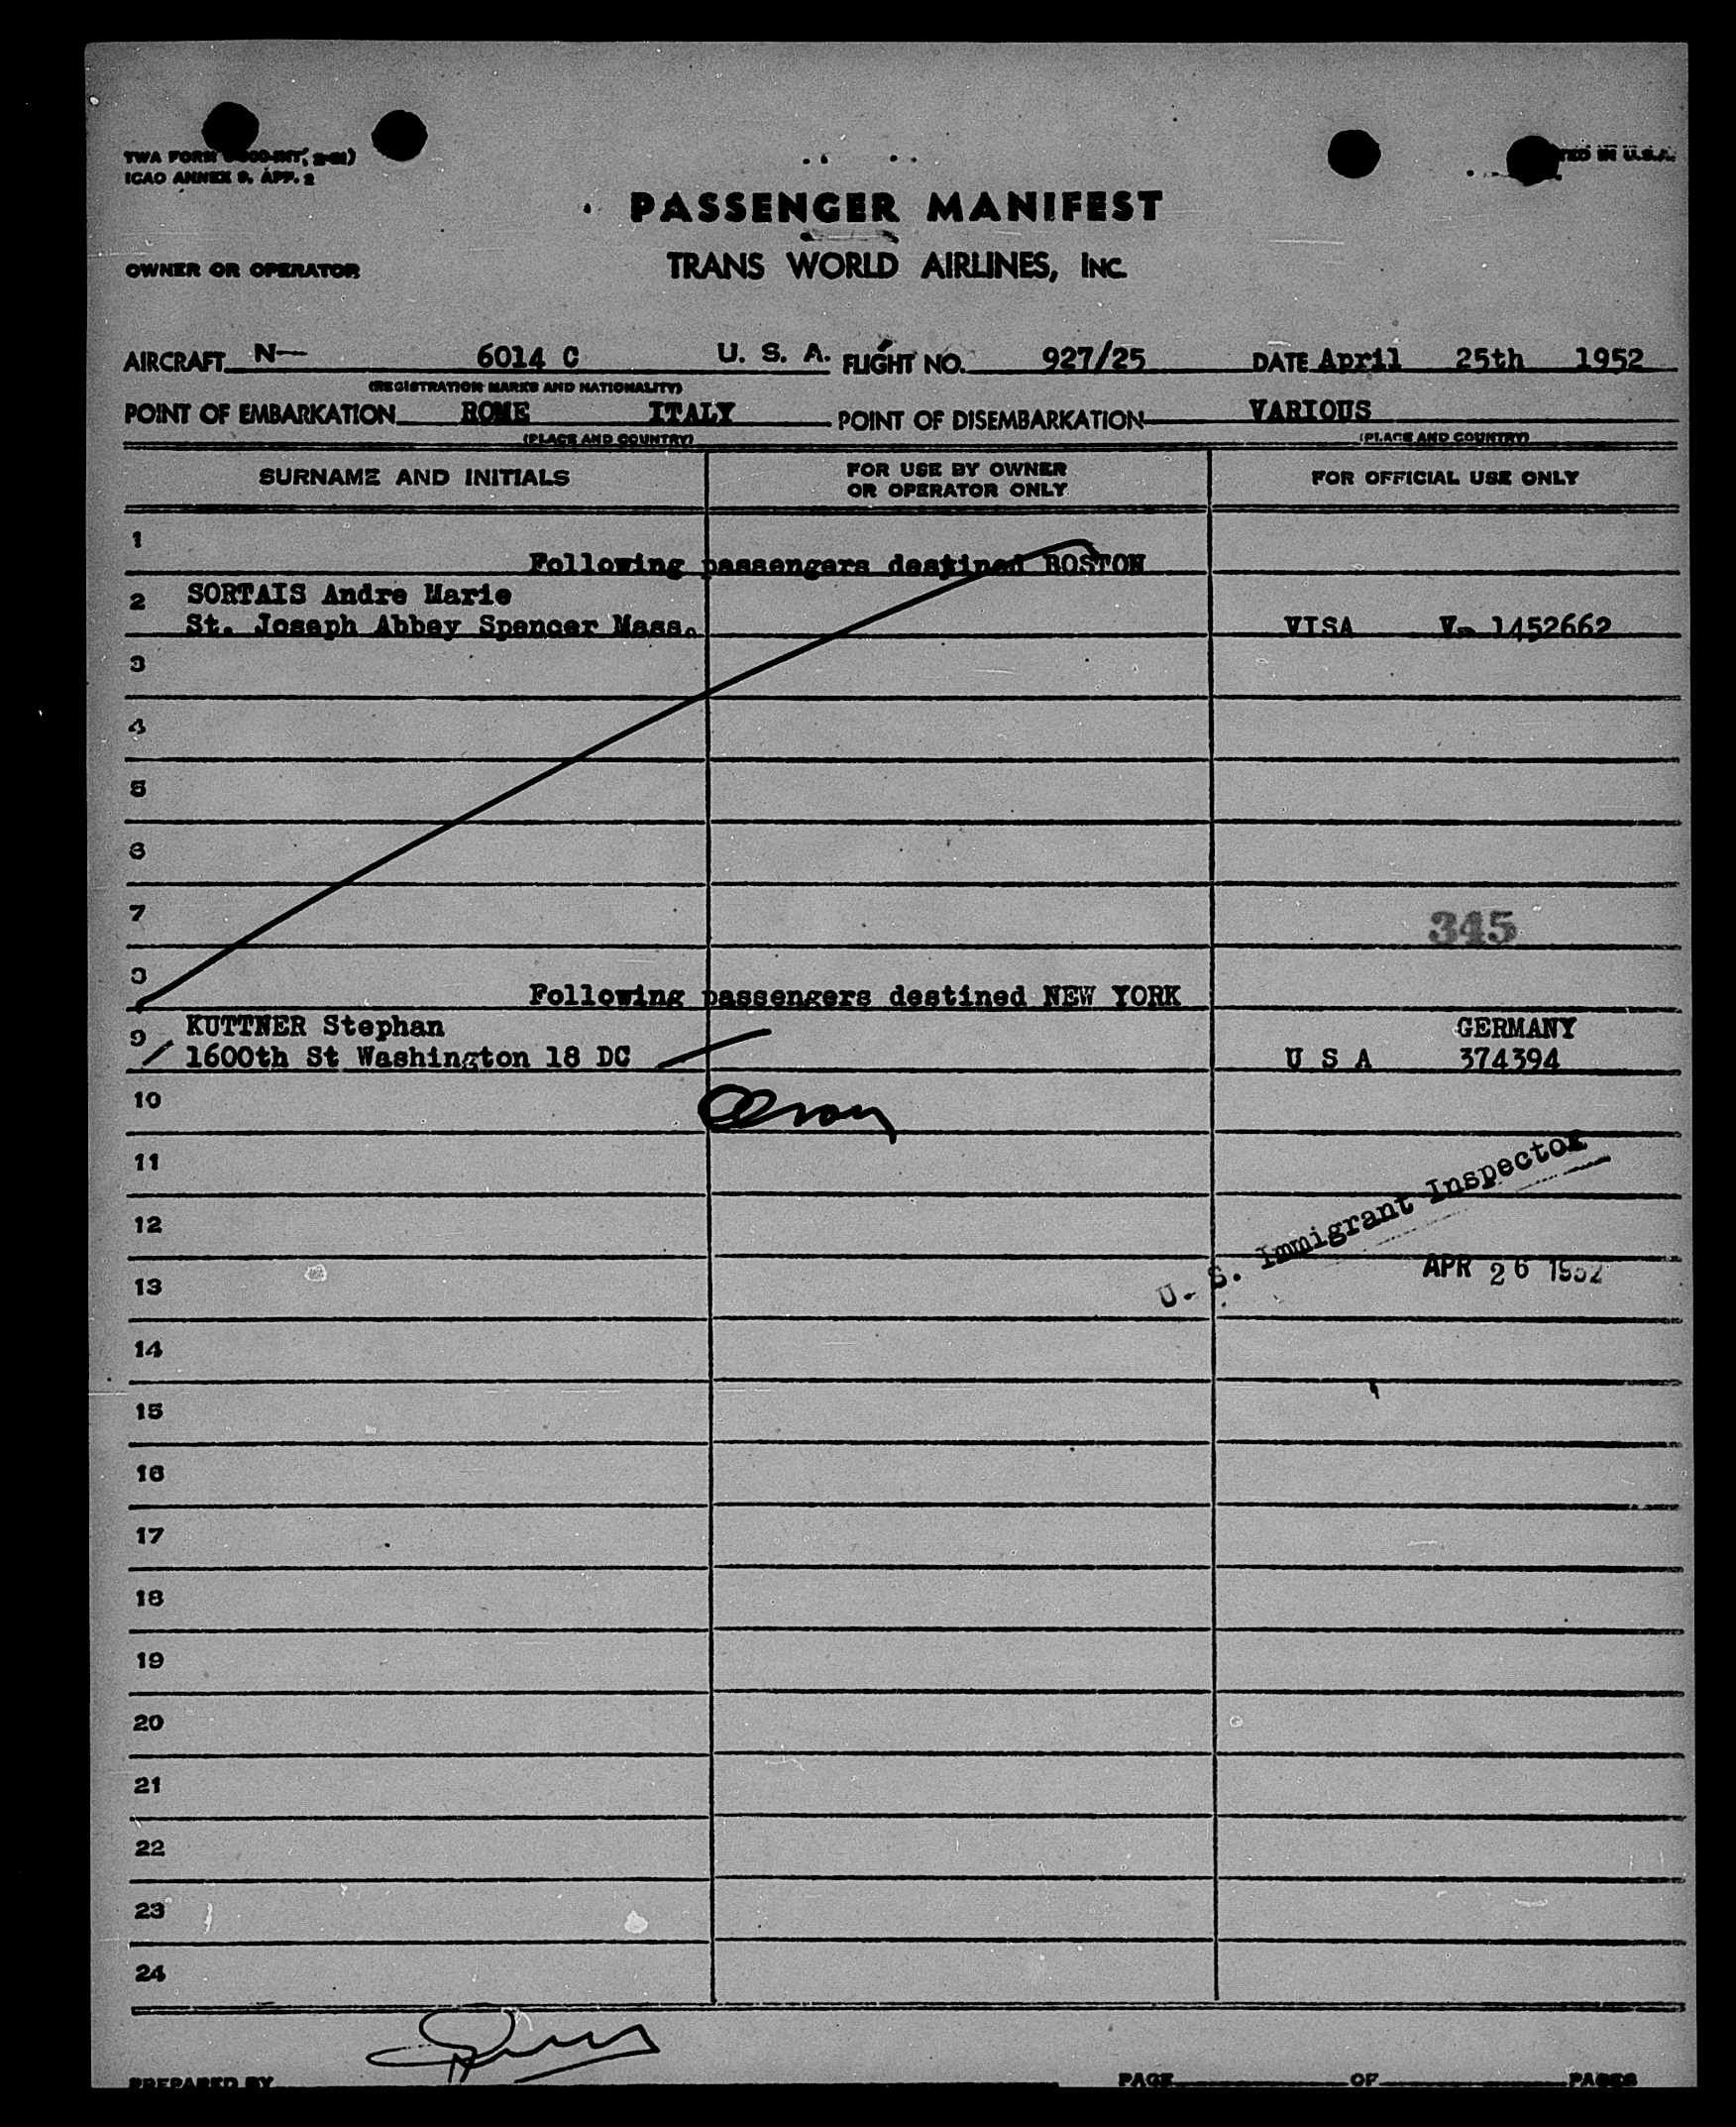 TWA FORM
ICAO ANNEX 9. APP. 2
IN U.S.A.
PASSENGER MANIFEST
OWNER OR OPERATOR TRANS WORLD AIRLINES, INC.
AIRCRAFT N— 6014 C U. S. A. FLIGHT NO. 927/25 DATE April 25th 1952
(REGISTRATION MARKS AND NATIONALITY)
POINT OF EMBARKATION ROME ITALY POINT OF DISEMBARKATION VARIOUS
(PLACE AND COUNTRY) (PLACE AND COUNTRY)
SURNAME AND INITIALS FOR USE BY OWNER OR OPERATOR ONLY FOR OFFICIAL USE ONLY
1
Following passengers destined BOSTON
2 SORTAIS Andre Marie
St. Joseph Abbey Spencer Mass. VISA V- 1452662
3
4
5
6
7 345
8
Following passengers destined NEW YORK
9 KUTTNER Stephan GERMANY
1600th St Washington 18 DC U S A 374394
10
11
U. S. Immigrant Inspector
12
13 APR 26 1952
14
15
16
17
18
19
20
21
22
23
24
PREPARED BY PAGE OF PAGES